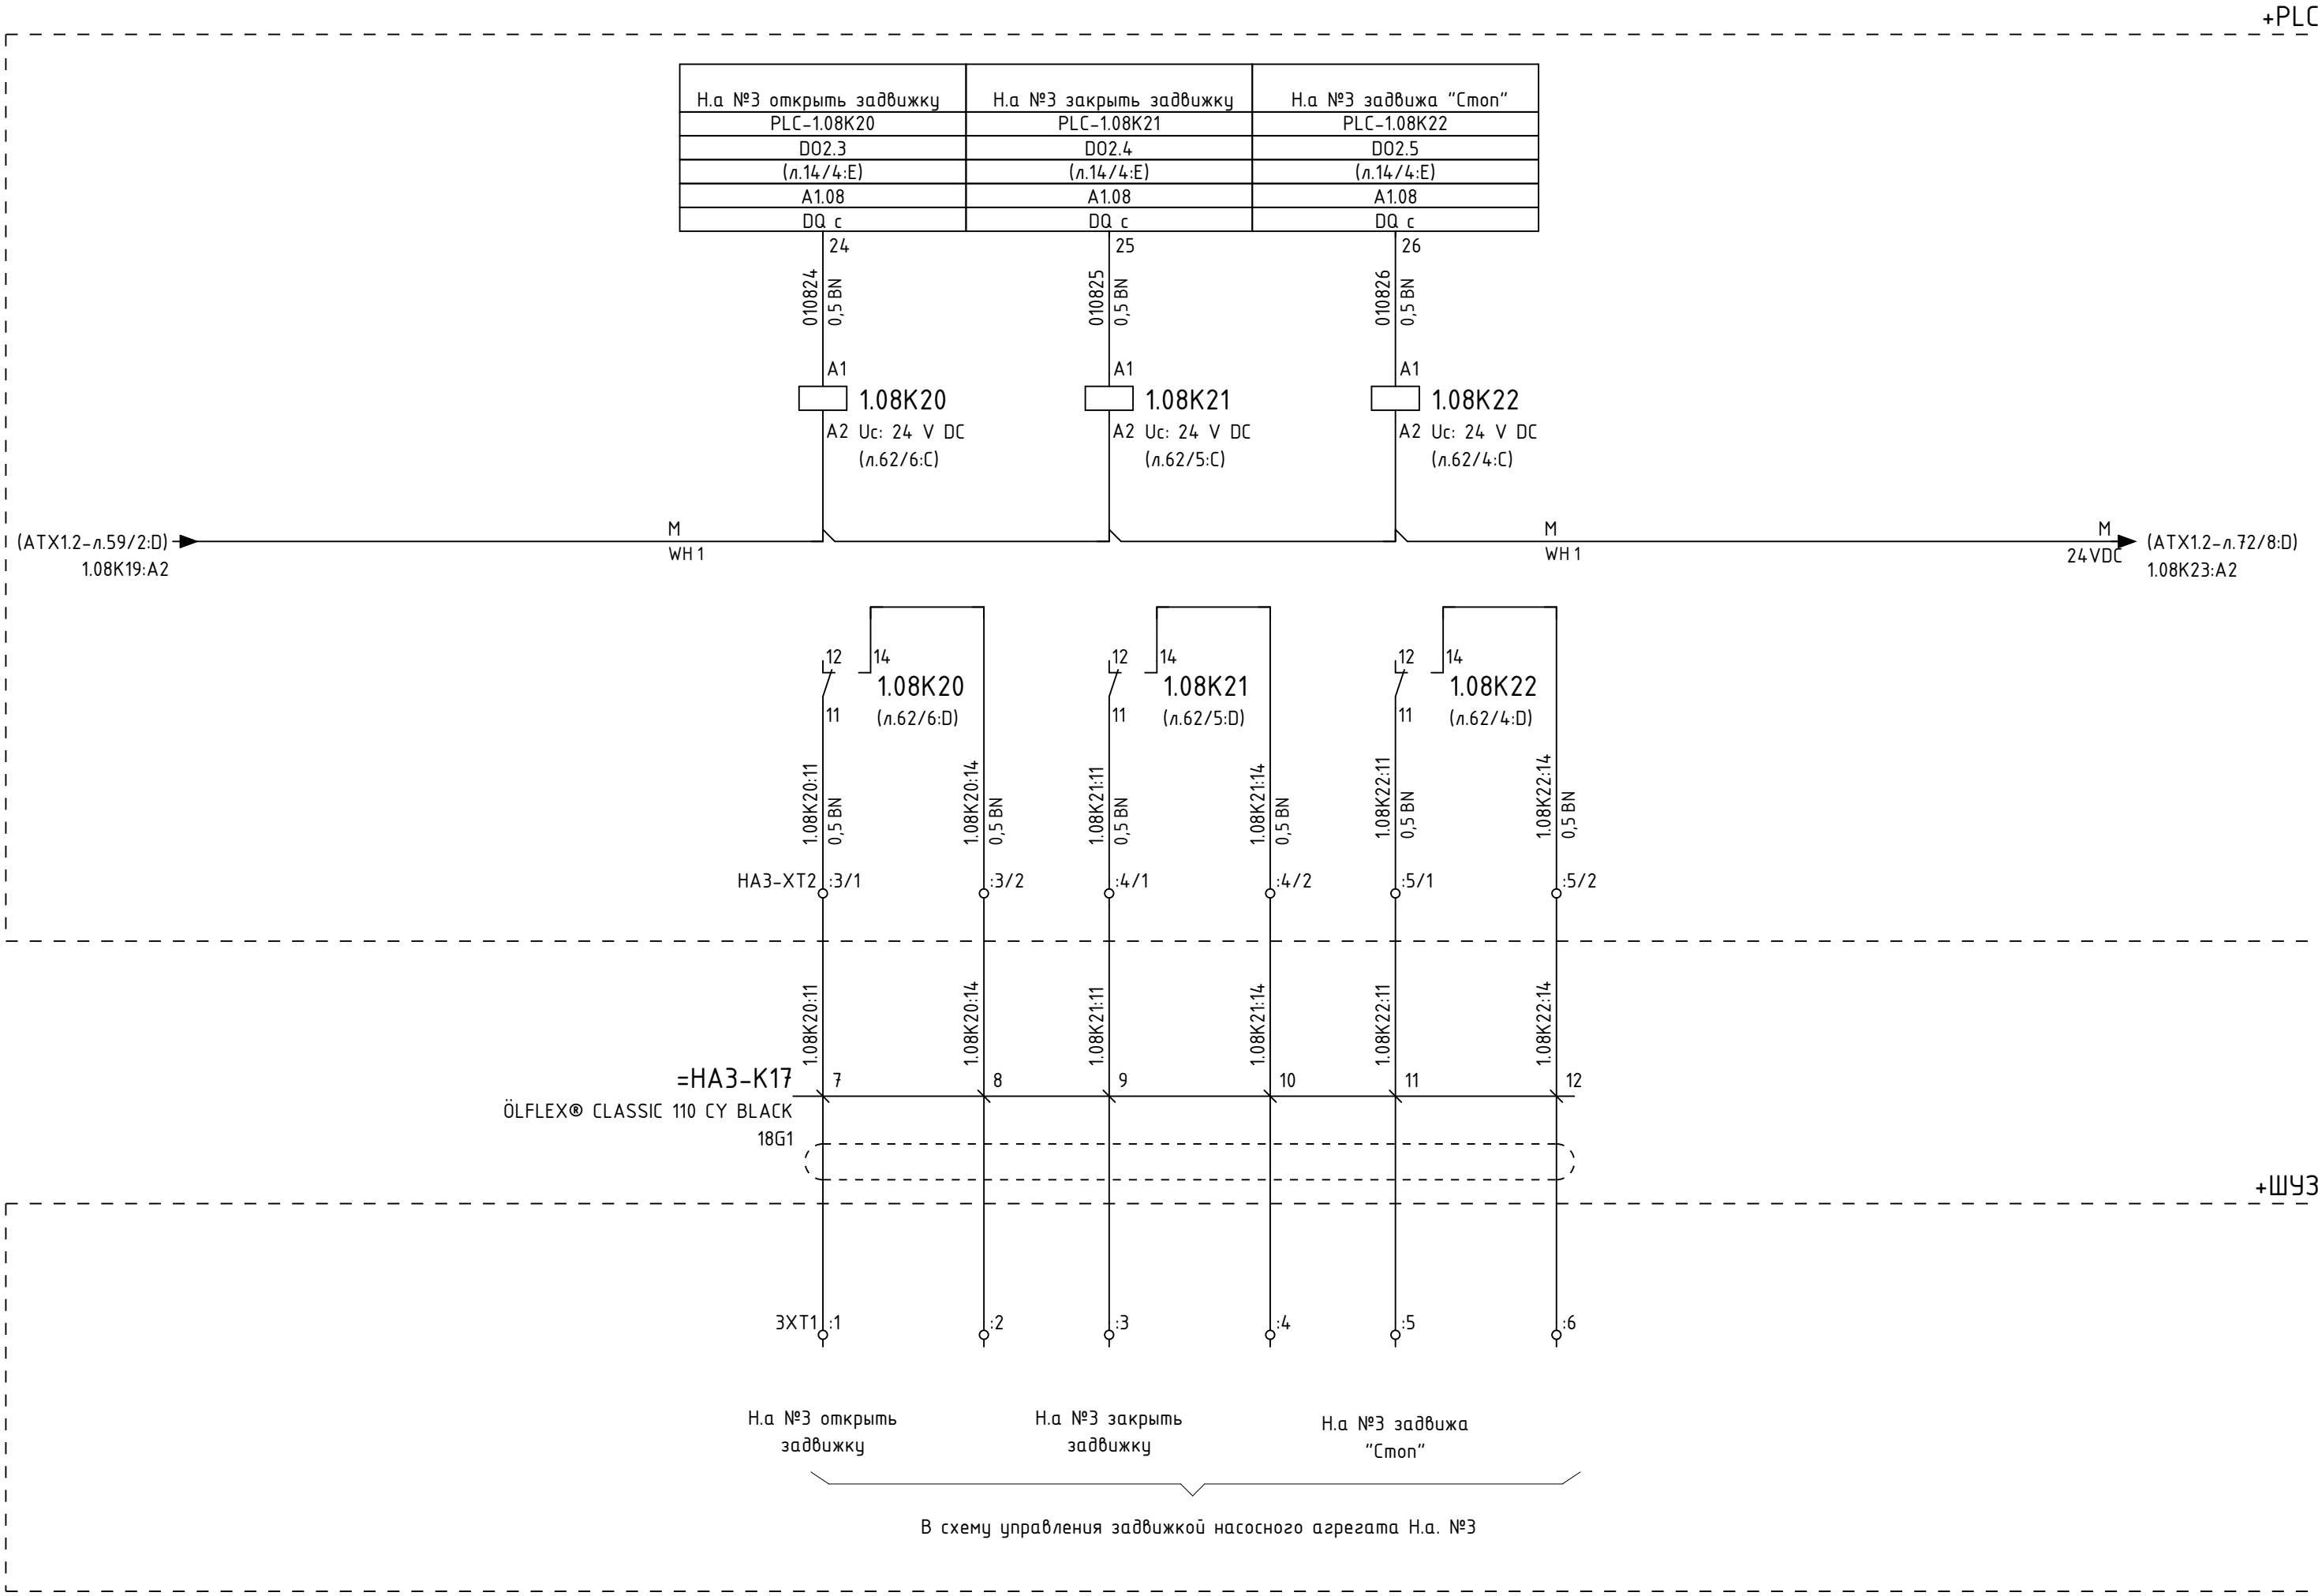 +PLC
Н.а №3 открыть задвижку
Н.а №3 закрыть задвижку
Н.а №3 задвижа "Стоп"
PLC-1.08K20
PLC-1.08K21
PLC-1.08K22
DO2.3
DO2.4
DO2.5
(л.14/4:E)
(л.14/4:E)
(л.14/4:E)
A1.08
A1.08
A1.08
DQ c
DQ c
DQ c
24
25
26
010824
0,5 BN
010825
0,5 BN
010826
0,5 BN
A1
A1
A1
1.08K20
1.08K21
1.08K22
A2 Uc: 24 V DC
A2 Uc: 24 V DC
A2 Uc: 24 V DC
(л.62/6:C)
(л.62/5:C)
(л.62/4:C)
M
M
M
(ATX1.2-л.59/2:D)
(ATX1.2-л.72/8:D)
WH 1
WH 1
24VDC
1.08K19:A2
1.08K23:A2
12
14
12
14
12
14
1.08K20
1.08K21
1.08K22
11
(л.62/6:D)
11
(л.62/5:D)
11
(л.62/4:D)
1.08K20:11
0,5 BN
1.08K20:14
0,5 BN
1.08K21:11
0,5 BN
1.08K21:14
0,5 BN
1.08K22:11
0,5 BN
1.08K22:14
0,5 BN
НА3-XT2 :3/1
:3/2
:4/1
:4/2
:5/1
:5/2
1.08K20:11
1.08K20:14
1.08K21:11
1.08K21:14
1.08K22:11
1.08K22:14
=НА3-К17
7
8
9
10
11
12
ÖLFLEX® CLASSIC 110 CY BLACK
18G1
+ШУ3
3XT1 :1
:2
:3
:4
:5
:6
Н.а №3 открыть
задвижку
Н.а №3 закрыть
задвижку
Н.а №3 задвижа
"Стоп"
В схему управления задвижкой насосного агрегата Н.а. №3